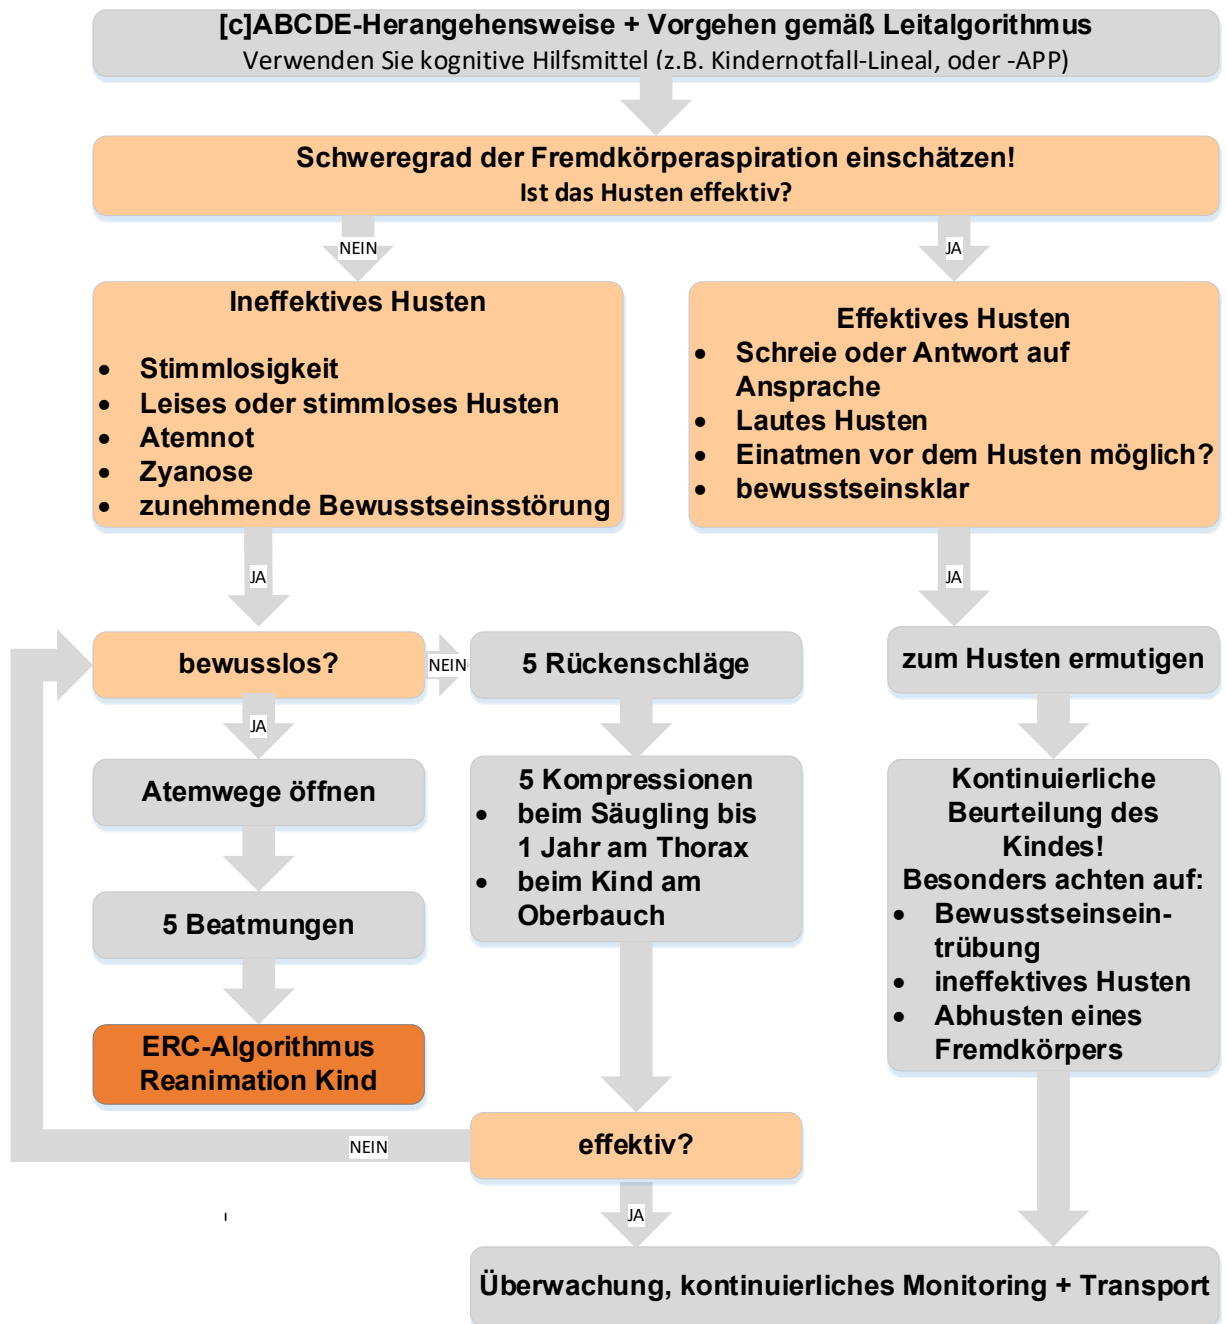 [c]ABCDE-Herangehensweise + Vorgehen gemäß Leitalgorithmus
Verwenden Sie kognitive Hilfsmittel (z.B. Kindernotfall-Lineal, oder -APP)
Schweregrad der Fremdkörperaspiration einschätzen!
Ist das Husten effektiv?
NEIN
JA
Ineffektives Husten
• Stimmlosigkeit
• Leises oder stimmloses Husten
• Atemnot
• Zyanose
• zunehmende Bewusstseinsstörung
Effektives Husten
• Schreie oder Antwort auf
Ansprache
• Lautes Husten
• Einatmen vor dem Husten möglich?
• bewusstseinsklar
JA
JA
bewusslos?
NEIN
5 Rückenschläge
zum Husten ermutigen
JA
Atemwege öffnen
5 Beatmungen
ERC-Algorithmus
Reanimation Kind
5 Kompressionen
• beim Säugling bis
1 Jahr am Thorax
• beim Kind am
Oberbauch
Kontinuierliche
Beurteilung des
Kindes!
Besonders achten auf:
• Bewusstseinsein-
trübung
• ineffektives Husten
• Abhusten eines
Fremdkörpers
effektiv?
NEIN
JA
Überwachung, kontinuierliches Monitoring + Transport